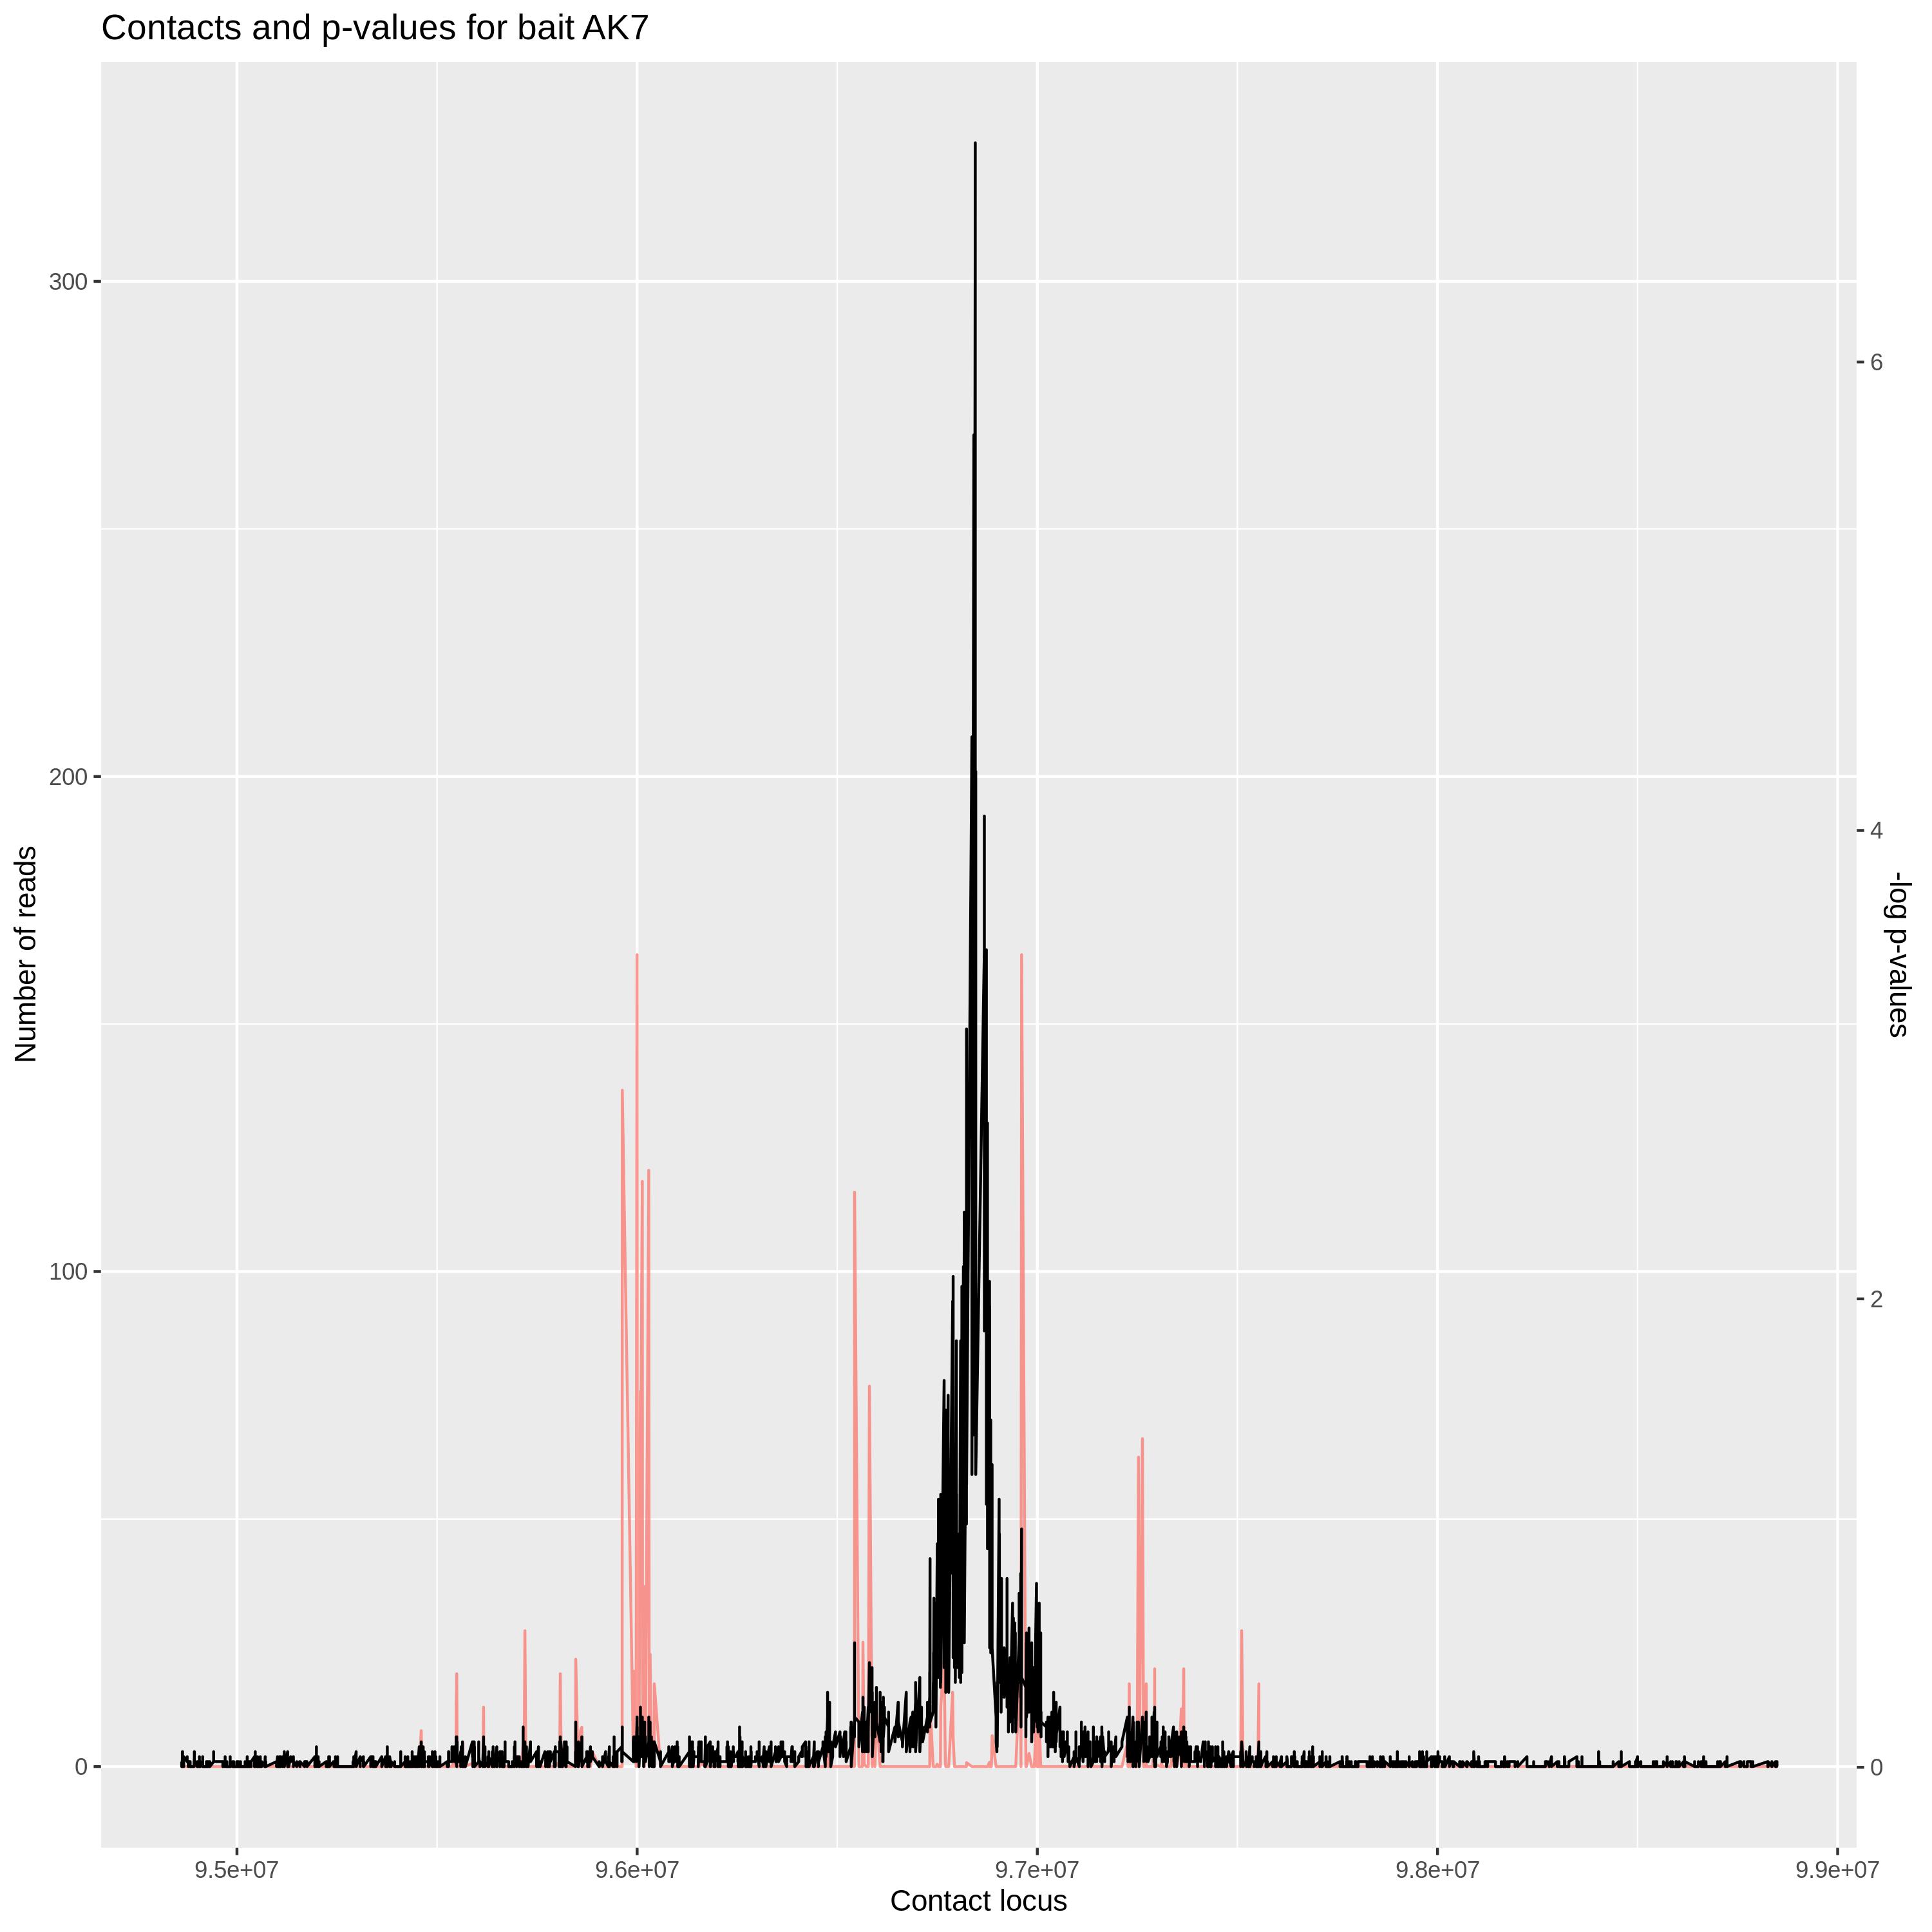 Contacts and p-values for bait AK7
300
200
100
0
Number of reads
6
4
2
0
-log p-values
9.5e+07 9.6e+07 9.7e+07 9.8e+07 9.9e+07
Contact locus